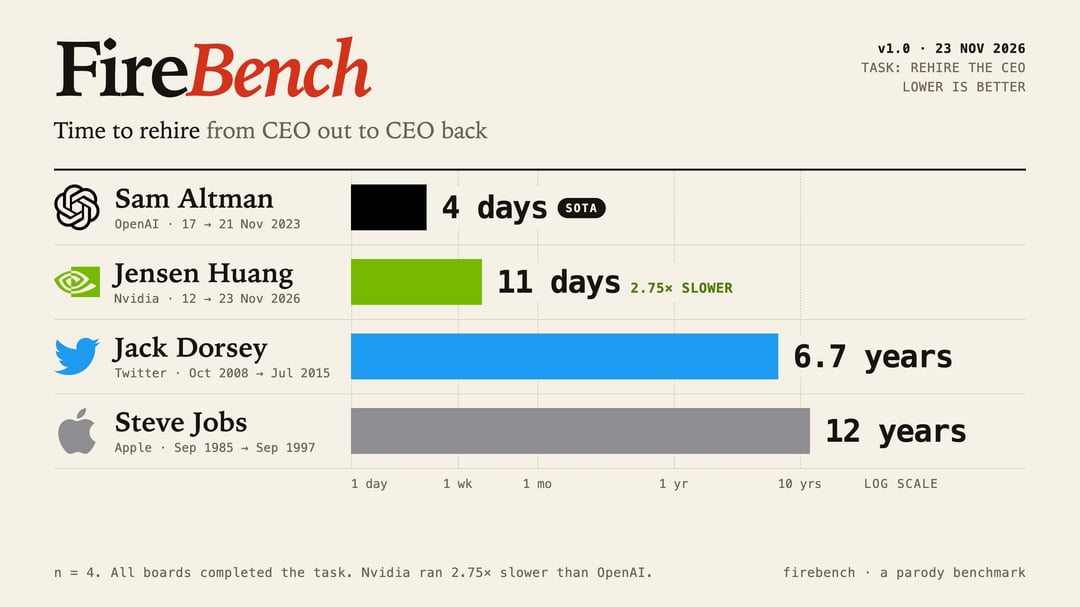 FireBench
v1.0 · 23 NOV 2026
TASK: REHIRE THE CEO
LOWER IS BETTER
Time to rehire from CEO out to CEO back
Sam Altman
OpenAI · 17 → 21 Nov 2023
4 days SOTA
Jensen Huang
Nvidia · 12 → 23 Nov 2026
11 days 2.75× SLOWER
Jack Dorsey
Twitter · Oct 2008 → Jul 2015
6.7 years
Steve Jobs
Apple · Sep 1985 → Sep 1997
12 years
1 day 1 wk 1 mo 1 yr 10 yrs LOG SCALE
n = 4. All boards completed the task. Nvidia ran 2.75× slower than OpenAI.
firebench · a parody benchmark